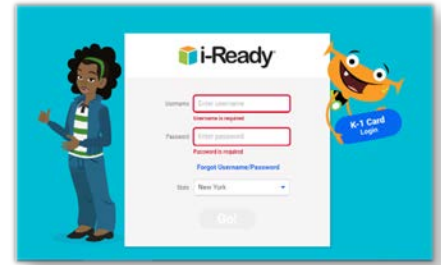 i-Ready
Username Enter username
Username is required
Password Enter password
Password is required
Forgot Username/Password
State New York
Go!
K-1 Card
Login